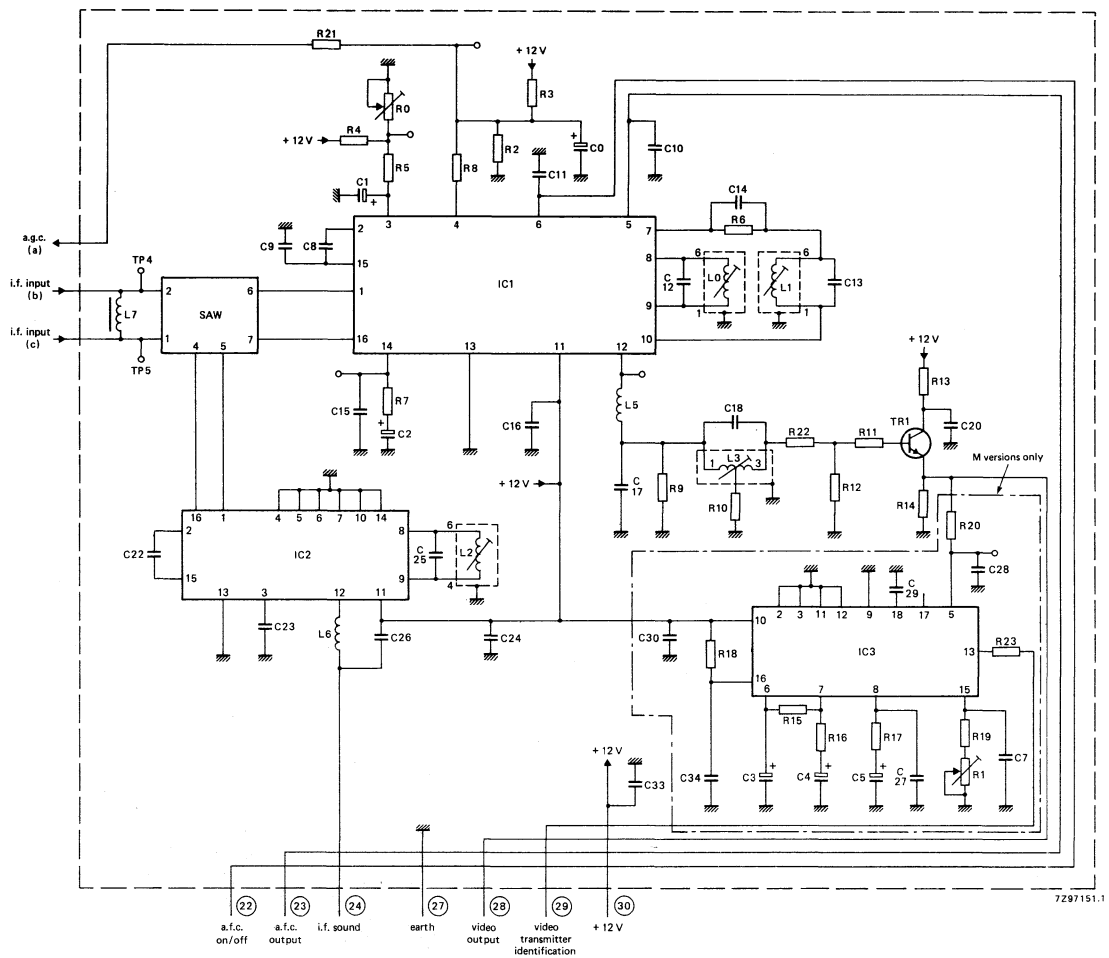 R21
+ 12 V
R3
R0
R4
+ 12 V
R5
R8
R2
+
C0
C11
C10
C1
+
C14
R6
a.g.c.
(a)
3
4
6
5
7
C9
C8
2
15
IC1
8
9
10
C
12
6
L0
1
6
L1
1
C13
TP4
i.f. input
(b)
L7
i.f. input
(c)
TP5
2
1
SAW
6
7
4
5
1
16
14
13
11
12
C15
R7
+
C2
C16
L5
+ 12 V
R13
C18
TR1
C20
R22
R11
1
L3
3
C
17
R9
R10
R12
R14
M versions only
+ 12 V
R20
C28
16
1
4
5
6
7
10
14
C22
2
15
IC2
8
9
C
25
6
L2
4
13
3
12
11
C23
L6
C26
C24
C30
R18
C
29
2
3
11
12
9
18
17
5
10
16
IC3
13
R23
6
7
8
15
R15
R16
R17
R19
C7
C34
C3
+
C4
+
C5
+
C
27
R1
+ 12 V
C33
7Z97151.1
22
23
24
27
28
29
30
a.f.c.
on/off
a.f.c.
output
i.f. sound
earth
video
output
video
transmitter
identification
+ 12 V